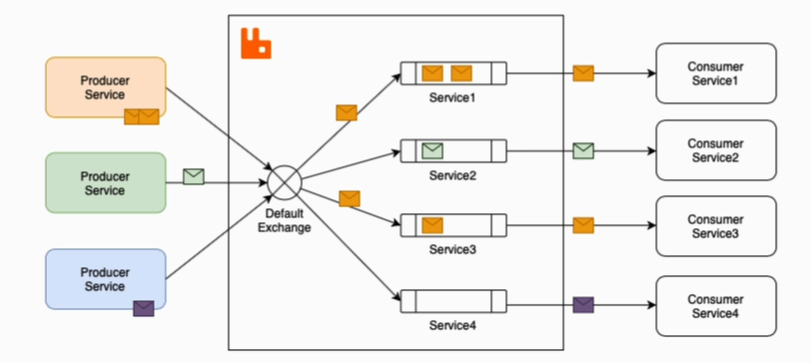 Producer
Service
Producer
Service
Producer
Service
Default
Exchange
Service1
Service2
Service3
Service4
Consumer
Service1
Consumer
Service2
Consumer
Service3
Consumer
Service4